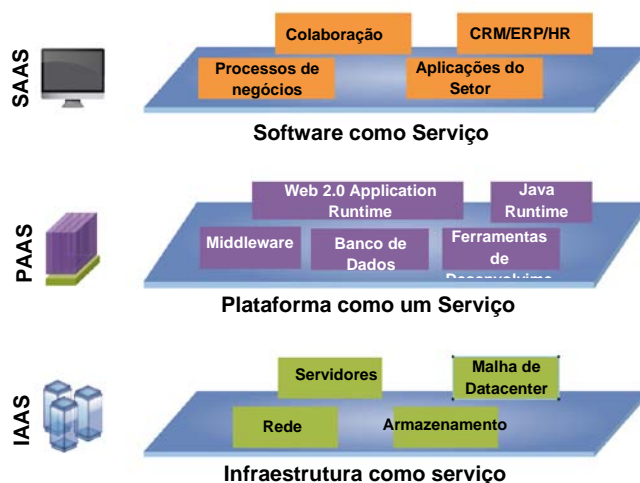 SAAS
Colaboração
CRM/ERP/HR
Processos de
negócios
Aplicações do
Setor
Software como Serviço
PAAS
Web 2.0 Application
Runtime
Java
Runtime
Middleware
Banco de
Dados
Ferramentas
de
Plataforma como um Serviço
IAAS
Servidores
Malha de
Datacenter
Rede
Armazenamento
Infraestrutura como serviço